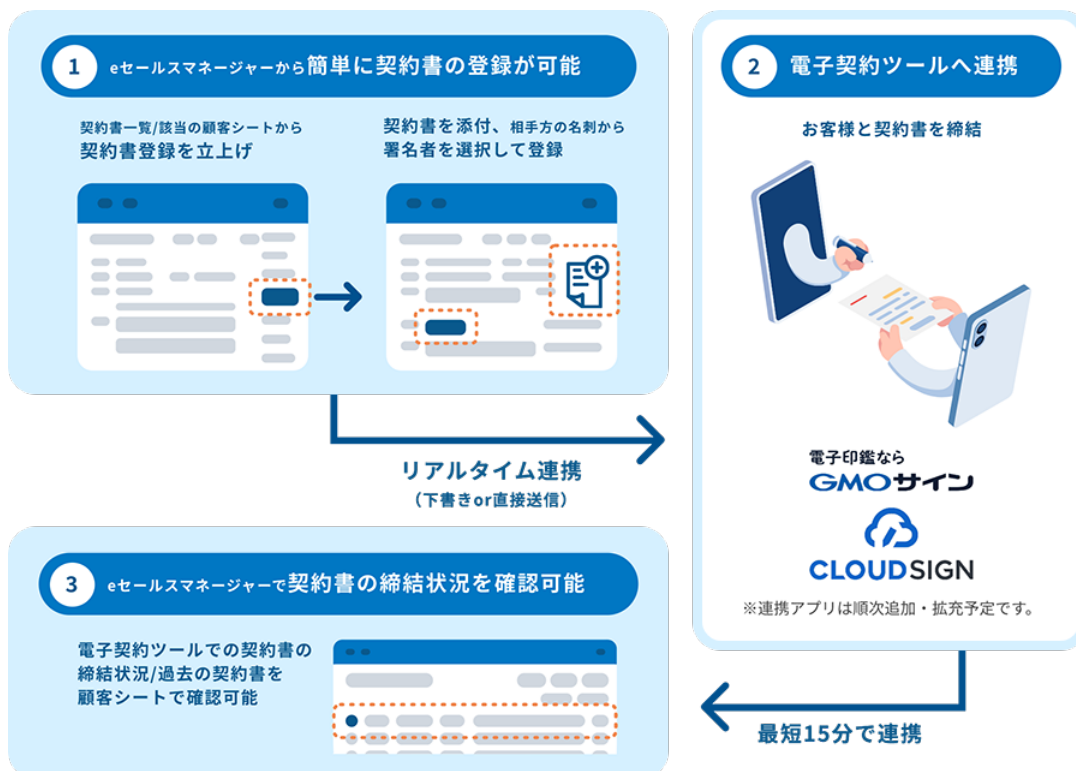 1 eセールスマネージャーから簡単に契約書の登録が可能
契約書一覧/該当の顧客シートから
契約書登録を立上げ
契約書を添付、相手方の名刺から
署名者を選択して登録
リアルタイム連携
（下書きor直接送信）
2 電子契約ツールへ連携
お客様と契約書を締結
電子印鑑なら
GMOサイン
CLOUDSIGN
※連携アプリは順次追加・拡充予定です。
最短15分で連携
3 eセールスマネージャーで契約書の締結状況を確認可能
電子契約ツールでの契約書の
締結状況/過去の契約書を
顧客シートで確認可能